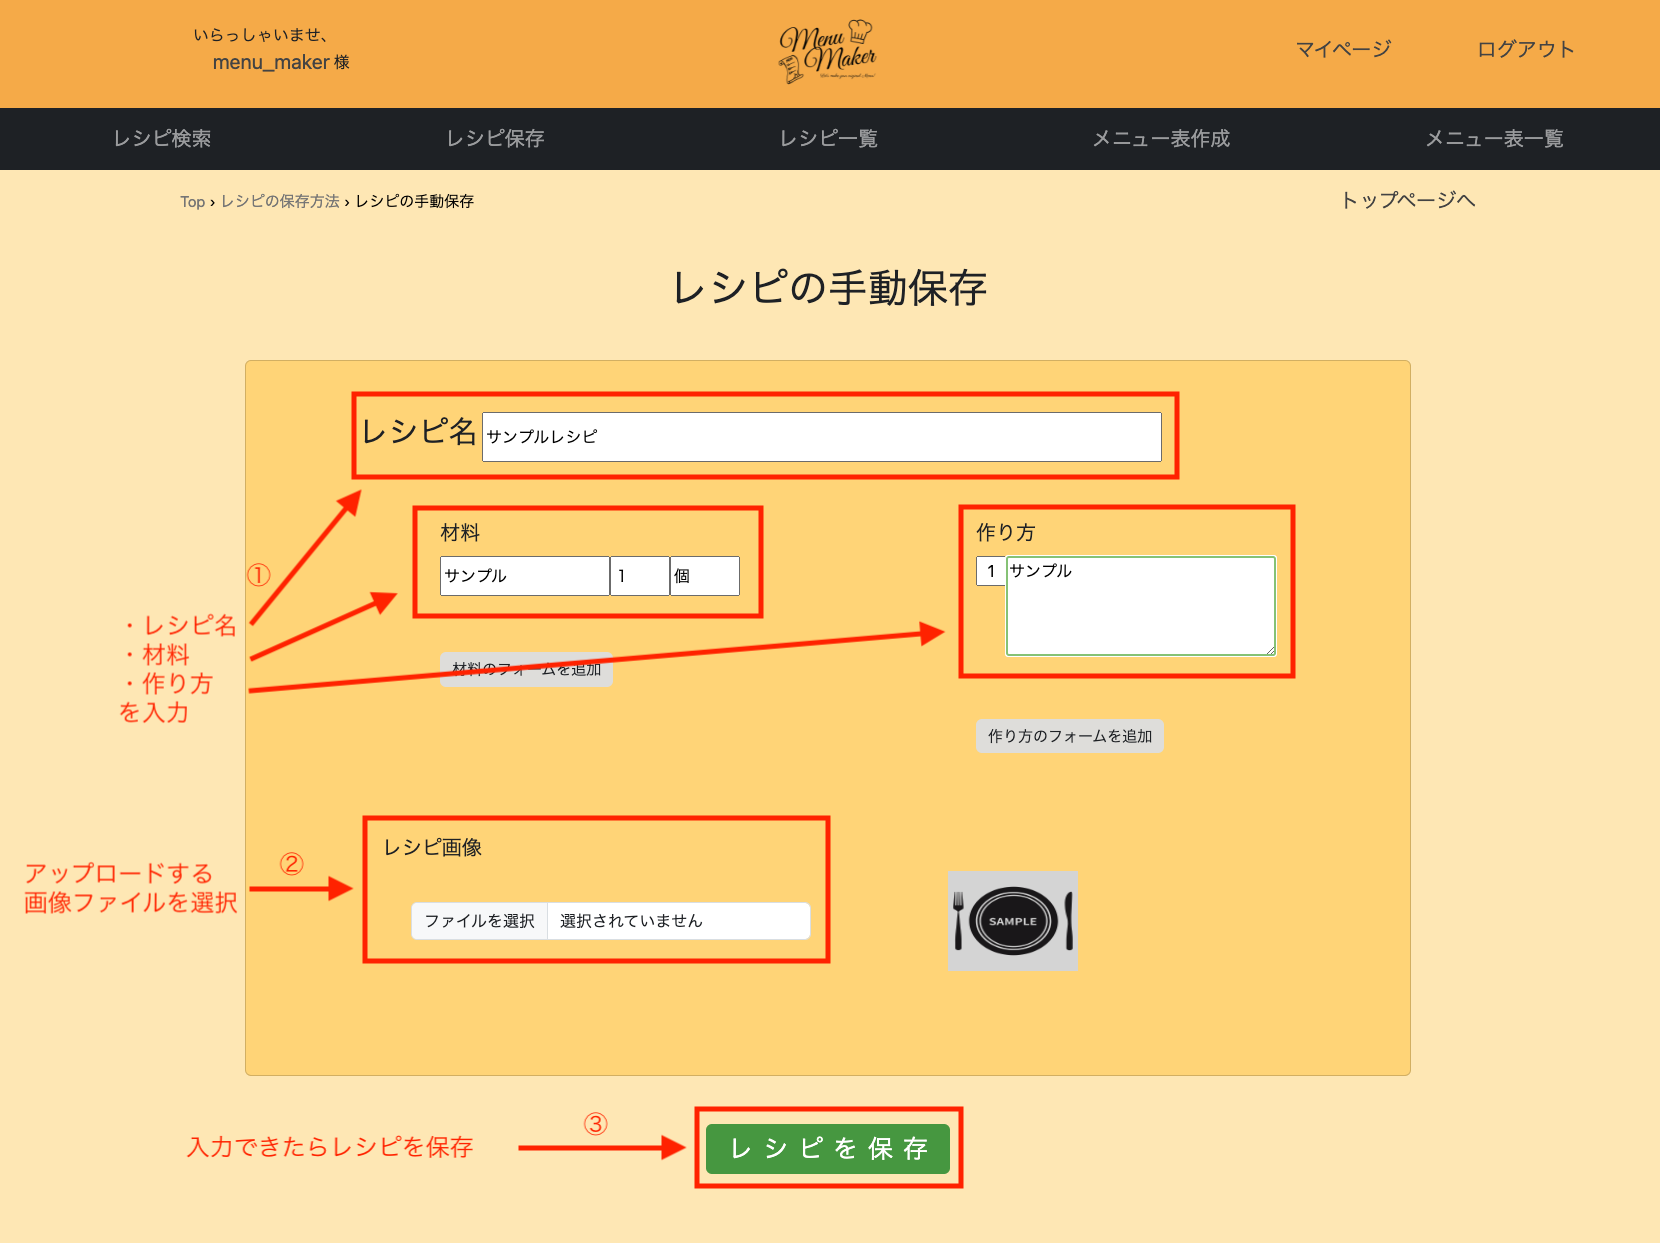 いらっしゃいませ、
menu_maker 様
Menu Maker
マイページ
ログアウト
レシピ検索
レシピ保存
レシピ一覧
メニュー表作成
メニュー表一覧
Top › レシピの保存方法 › レシピの手動保存
トップページへ
レシピの手動保存
レシピ名 サンプルレシピ
材料
サンプル 1 個
材料のフォームを追加
作り方
1 サンプル
作り方のフォームを追加
①
・レシピ名
・材料
・作り方
を入力
レシピ画像
ファイルを選択 選択されていません
SAMPLE
②
アップロードする
画像ファイルを選択
③
入力できたらレシピを保存
レシピを保存